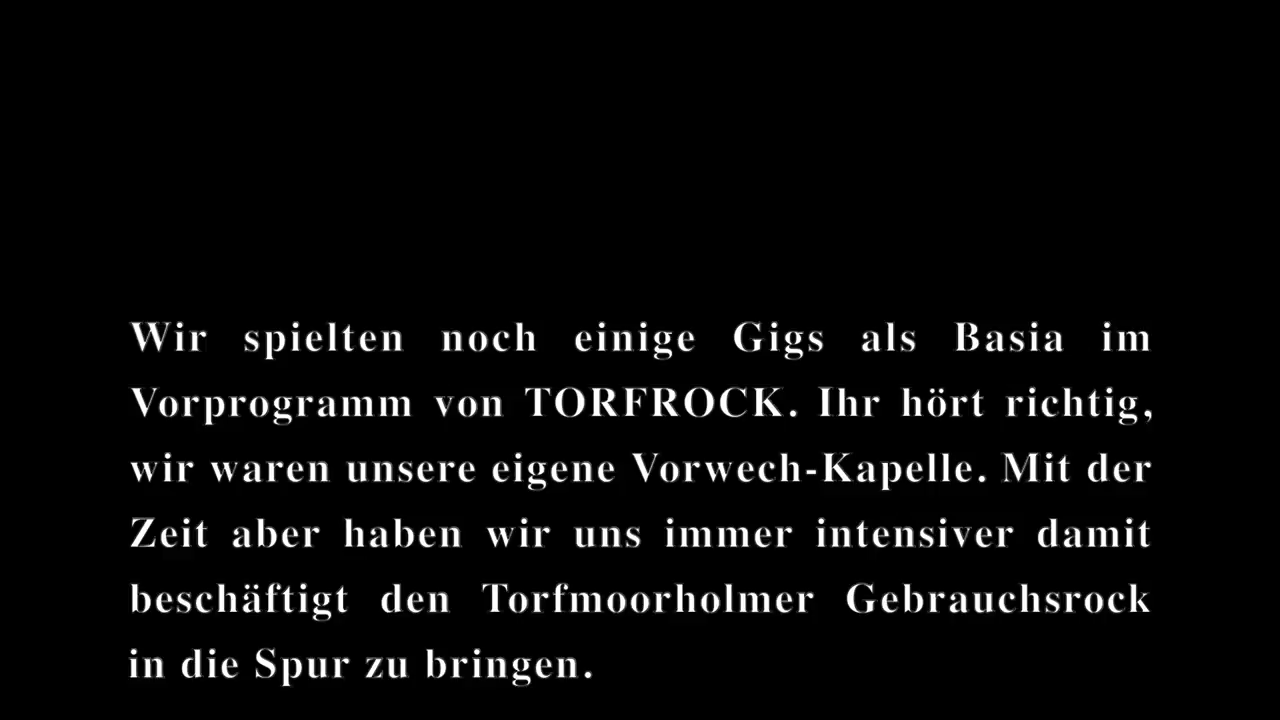 Wir spielten noch einige Gigs als Basia im
Vorprogramm von TORFROCK. Ihr hört richtig,
wir waren unsere eigene Vorwech-Kapelle. Mit der
Zeit aber haben wir uns immer intensiver damit
beschäftigt den Torfmoorholmer Gebrauchsrock
in die Spur zu bringen.